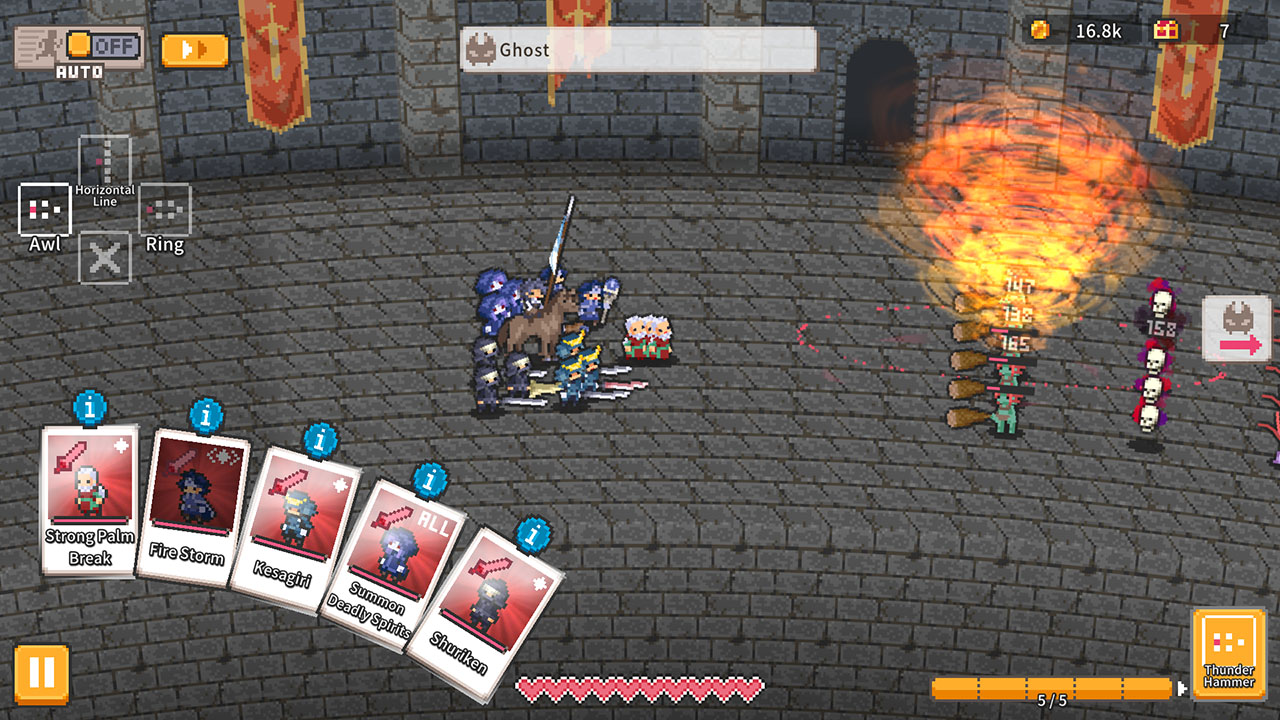 OFF
AUTO
Ghost
16.8k
7
Horizontal
Line
Awl
Ring
147
198
165
158
i
i
i
i
i
ALL
Strong Palm
Break
Fire Storm
Kesagiri
Summon
Deadly Spirits
Shuriken
Thunder
Hammer
5/5